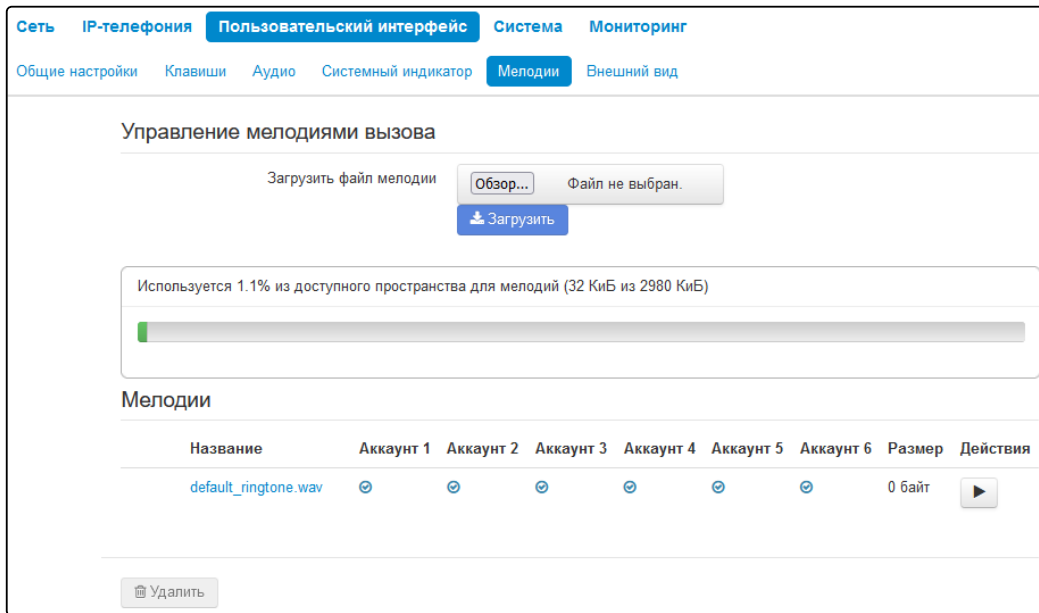 Сеть IP-телефония Пользовательский интерфейс Система Мониторинг
Общие настройки Клавиши Аудио Системный индикатор Мелодии Внешний вид
Управление мелодиями вызова
Загрузить файл мелодии Обзор... Файл не выбран.
Загрузить
Используется 1.1% из доступного пространства для мелодий (32 КиБ из 2980 КиБ)
Мелодии
Название Аккаунт 1 Аккаунт 2 Аккаунт 3 Аккаунт 4 Аккаунт 5 Аккаунт 6 Размер Действия
default_ringtone.wav 0 байт
Удалить